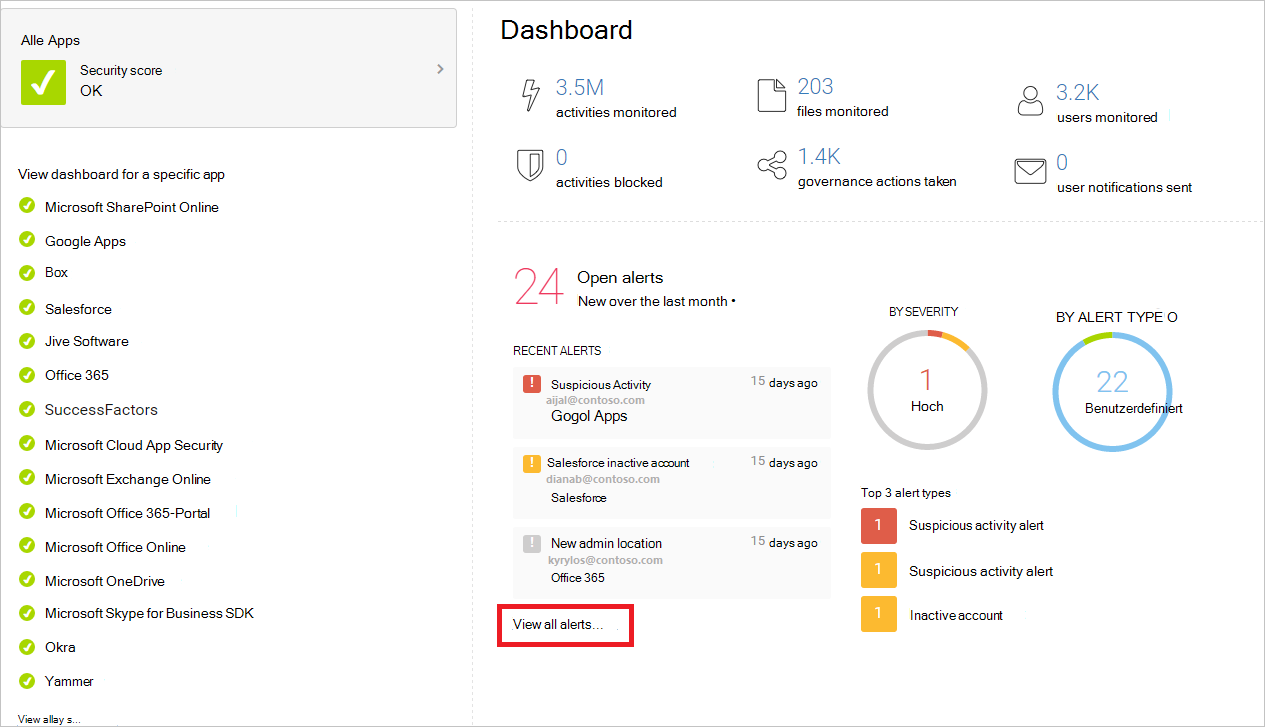 Alle Apps
Security score
OK
View dashboard for a specific app
Microsoft SharePoint Online
Google Apps
Box
Salesforce
Jive Software
Office 365
SuccessFactors
Microsoft Cloud App Security
Microsoft Exchange Online
Microsoft Office 365-Portal
Microsoft Office Online
Microsoft OneDrive
Microsoft Skype for Business SDK
Okra
Yammer
View allay s...
Dashboard
3.5M
activities monitored
203
files monitored
3.2K
users monitored
0
activities blocked
1.4K
governance actions taken
0
user notifications sent
24
Open alerts
New over the last month •
RECENT ALERTS
! Suspicious Activity 15 days ago
aijal@contoso.com
Gogol Apps
! Salesforce inactive account 15 days ago
dianab@contoso.com
Salesforce
! New admin location 15 days ago
kyrylos@contoso.com
Office 365
View all alerts...
BY SEVERITY
1
Hoch
BY ALERT TYPE O
22
Benutzerdefiniert
Top 3 alert types
1 Suspicious activity alert
1 Suspicious activity alert
1 Inactive account